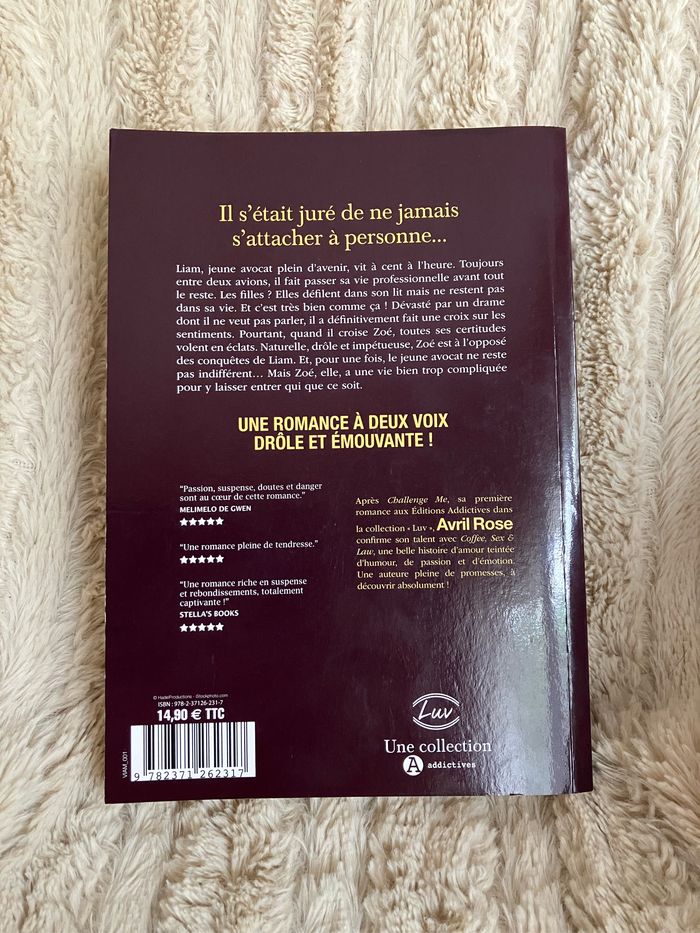 Il s'était juré de ne jamais
s'attacher à personne...
Liam, jeune avocat plein d'avenir, vit à cent à l'heure. Toujours
entre deux avions, il fait passer sa vie professionnelle avant tout
le reste. Les filles ? Elles défilent dans son lit mais ne restent pas
dans sa vie. Et c'est très bien comme ça ! Dévasté par un drame
dont il ne veut pas parler, il a définitivement fait une croix sur les
sentiments. Pourtant, quand il croise Zoé, toutes ses certitudes
volent en éclats. Naturelle, drôle et impétueuse, Zoé est à l'opposé
des conquêtes de Liam. Et, pour une fois, le jeune avocat ne reste
pas indifférent... Mais Zoé, elle, a une vie bien trop compliquée
pour y laisser entrer qui que ce soit.
UNE ROMANCE À DEUX VOIX
DRÔLE ET ÉMOUVANTE !
"Passion, suspense, doutes et danger
sont au cœur de cette romance."
MELIMELO DE GWEN
★★★★★
"Une romance pleine de tendresse."
★★★★★
"Une romance riche en suspense
et rebondissements, totalement
captivante !"
STELLA'S BOOKS
★★★★★
Après Challenge Me, sa première
romance aux Éditions Addictives dans
la collection « Luv », Avril Rose
confirme son talent avec Coffee, Sex &
Law, une belle histoire d'amour teintée
d'humour, de passion et d'émotion.
Une auteure pleine de promesses, à
découvrir absolument !
© HadelProductions - iStockphoto.com
ISBN : 978-2-37126-231-7
14,90 € TTC
VIAM_001
9 782371 262317
Luv
Une collection
A addictives